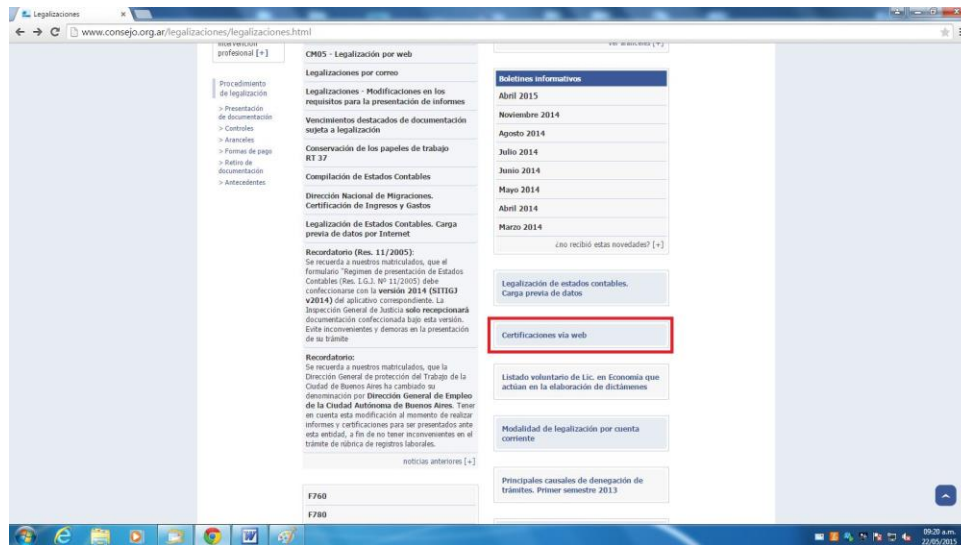 Legalizaciones
www.consejo.org.ar/legalizaciones/legalizaciones.html
intervención
profesional [+]
Procedimiento
de legalización
> Presentación
de documentación
> Controles
> Aranceles
> Formas de pago
> Retiro de
documentación
> Antecedentes
CM05 - Legalización por web
Legalizaciones por correo
Legalizaciones - Modificaciones en los
requisitos para la presentación de informes
Vencimientos destacados de documentación
sujeta a legalización
Conservación de los papeles de trabajo
RT 37
Compilación de Estados Contables
Dirección Nacional de Migraciones.
Certificación de Ingresos y Gastos
Legalización de Estados Contables. Carga
previa de datos por Internet
Recordatorio (Res. 11/2005):
Se recuerda a nuestros matriculados, que el
formulario "Regimen de presentación de Estados
Contables (Res. I.G.J. Nº 11/2005) debe
confeccionarse con la versión 2014 (SITIGJ
v2014) del aplicativo correspondiente. La
Inspección General de Justicia solo recepcionará
documentación confeccionada bajo esta versión.
Evite inconvenientes y demoras en la presentación
de su trámite
Recordatorio:
Se recuerda a nuestros matriculados, que la
Dirección General de protección del Trabajo de la
Ciudad de Buenos Aires ha cambiado su
denominación por Dirección General de Empleo
de la Ciudad Autónoma de Buenos Aires. Tener
en cuenta esta modificación al momento de realizar
informes y certificaciones para ser presentados ante
esta entidad, a fin de no tener inconvenientes en el
trámite de rúbrica de registros laborales.
noticias anteriores [+]
F760
F780
ver aranceles [+]
Boletines informativos
Abril 2015
Noviembre 2014
Agosto 2014
Julio 2014
Junio 2014
Mayo 2014
Abril 2014
Marzo 2014
¿no recibió estas novedades? [+]
Legalización de estados contables.
Carga previa de datos
Certificaciones vía web
Listado voluntario de Lic. en Economía que
actúan en la elaboración de dictámenes
Modalidad de legalización por cuenta
corriente
Principales causales de denegación de
trámites. Primer semestre 2013
09:20 a.m.
22/05/2015